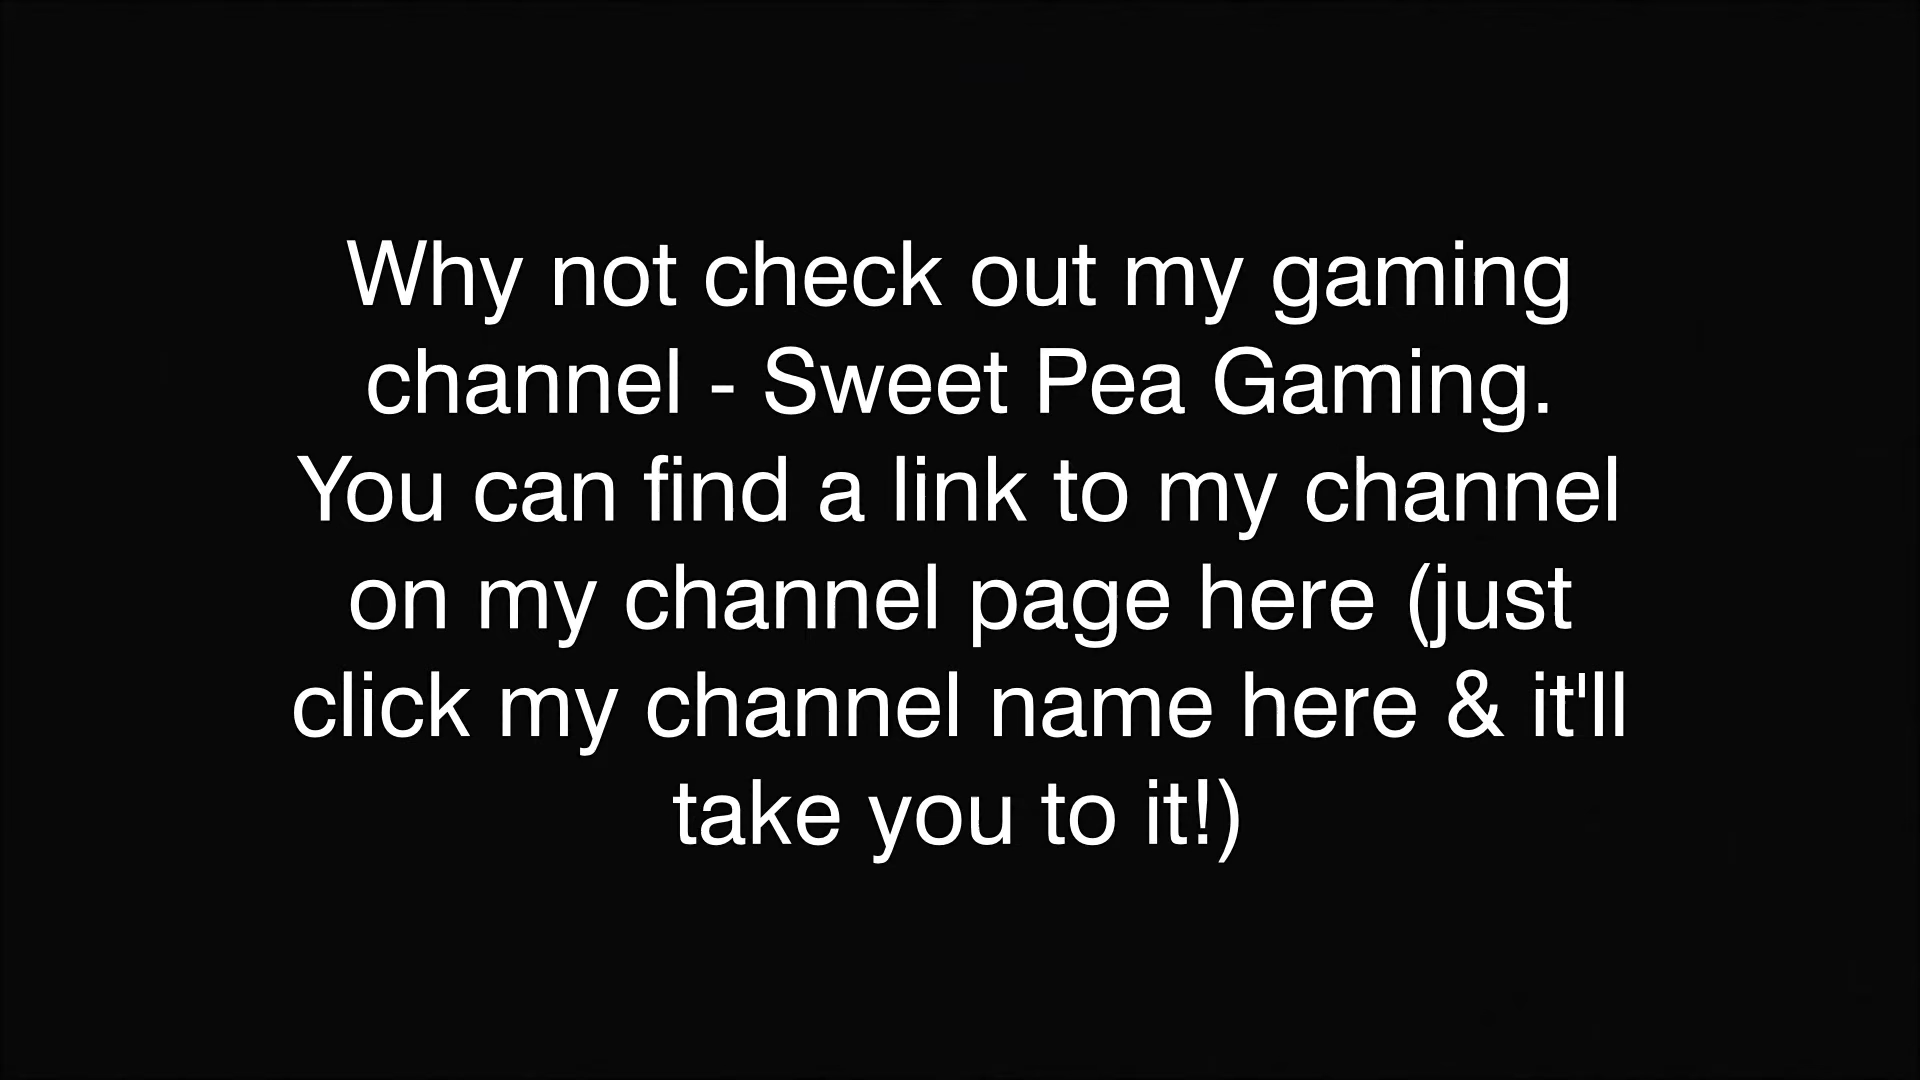 Why not check out my gaming
channel - Sweet Pea Gaming.
You can find a link to my channel
on my channel page here (just
click my channel name here & it'll
take you to it!)